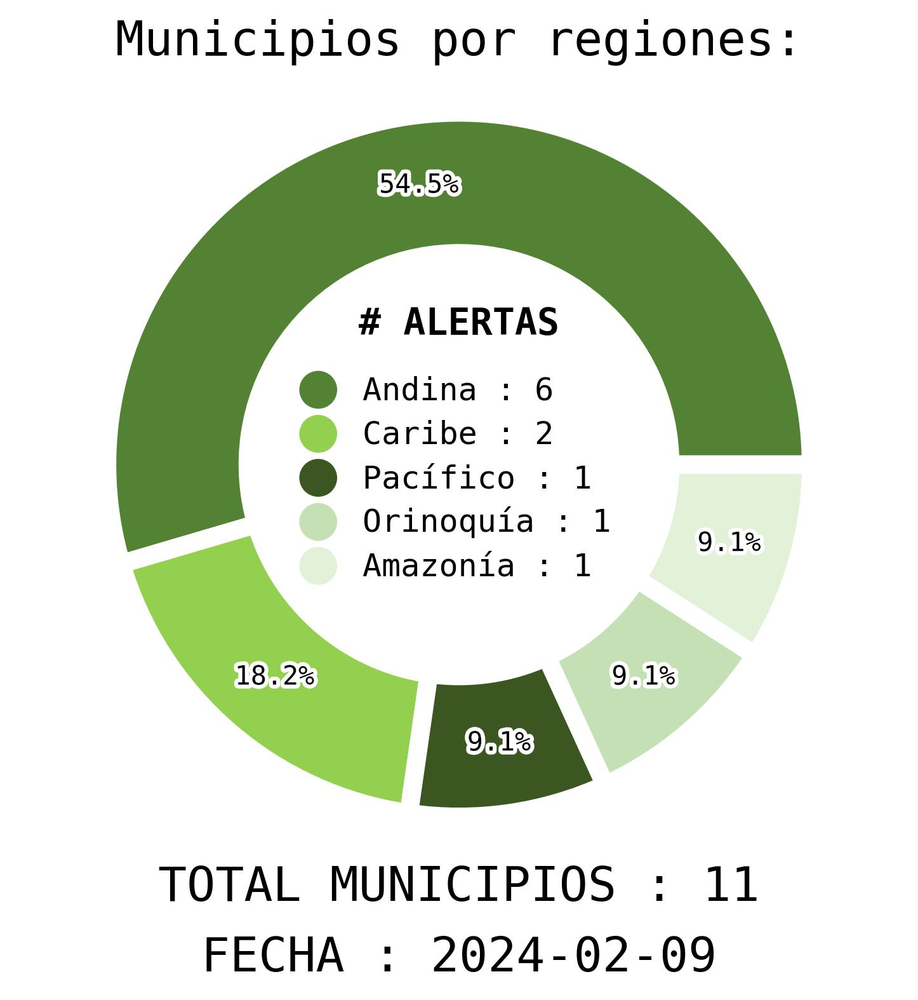 Municipios por regiones:
54.5%
# ALERTAS
Andina : 6
Caribe : 2
Pacífico : 1
Orinoquía : 1
Amazonía : 1
9.1%
18.2%
9.1%
9.1%
TOTAL MUNICIPIOS : 11
FECHA : 2024-02-09